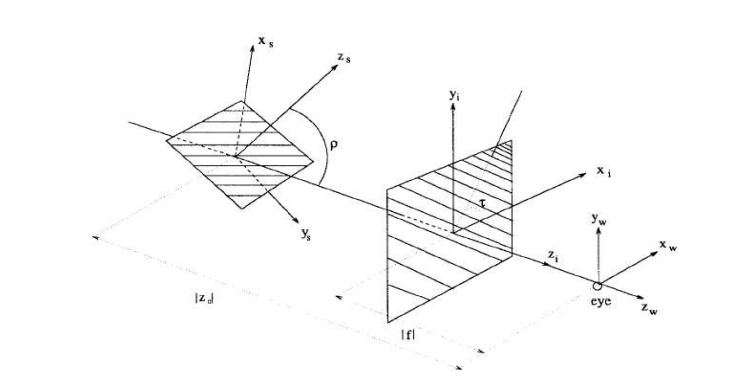 x s
z s
y i
ρ
x i
τ
y s
y w
x w
z i
eye
z w
|z o|
|f|